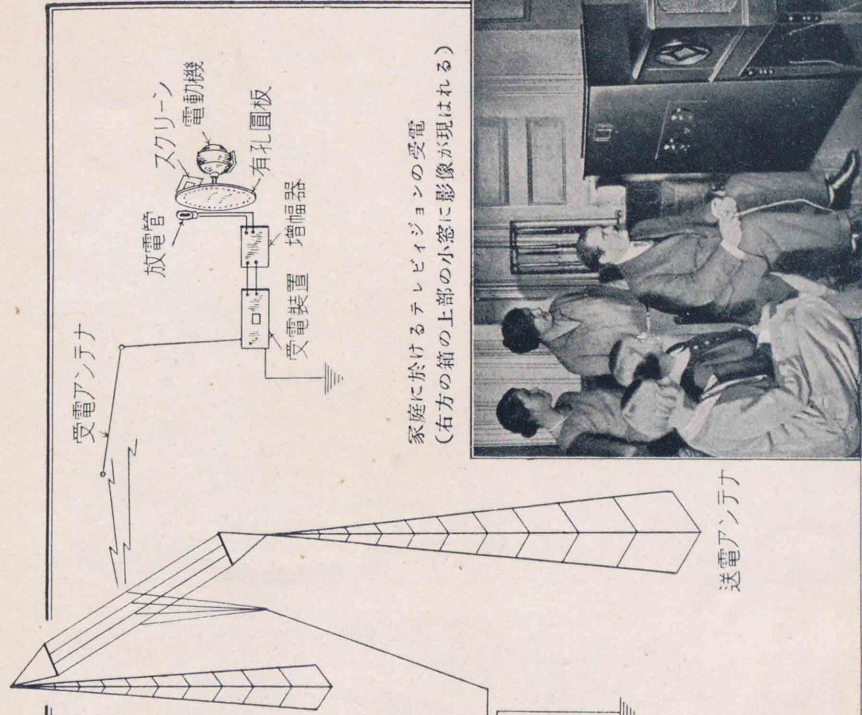 スクリーン
電動機
有孔圓板
放電管
増幅器
受電装置
受電アンテナ
家庭に於けるテレビィジョンの受電
(右方の箱の上部の小窓に影像が現はれる)
送電アンテナ